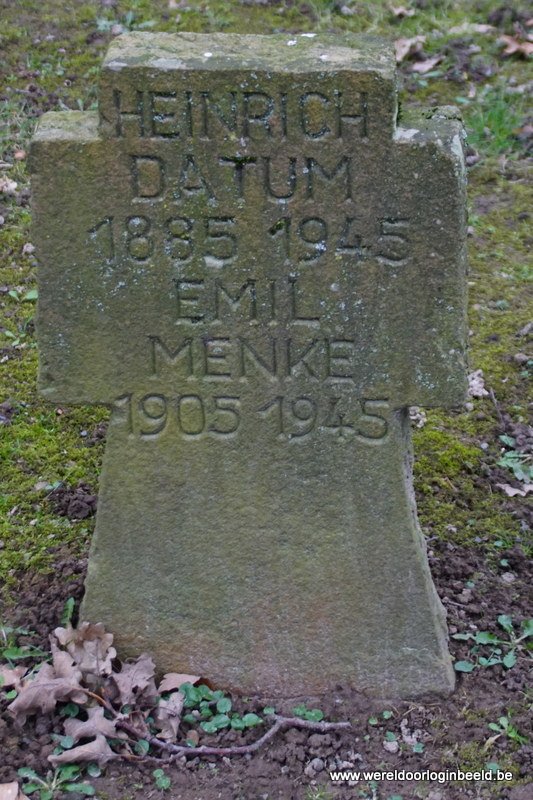 HEINRICH
DATUM
1885 1945
EMIL
MENKE
1905 1945
www.wereldoorloginbeeld.be